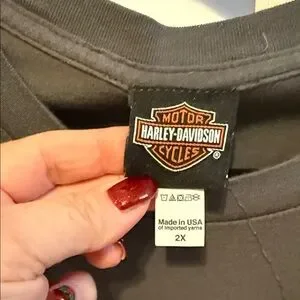 MOTOR
HARLEY-DAVIDSON
CYCLES
®
Made in USA
of imported yarns
2X